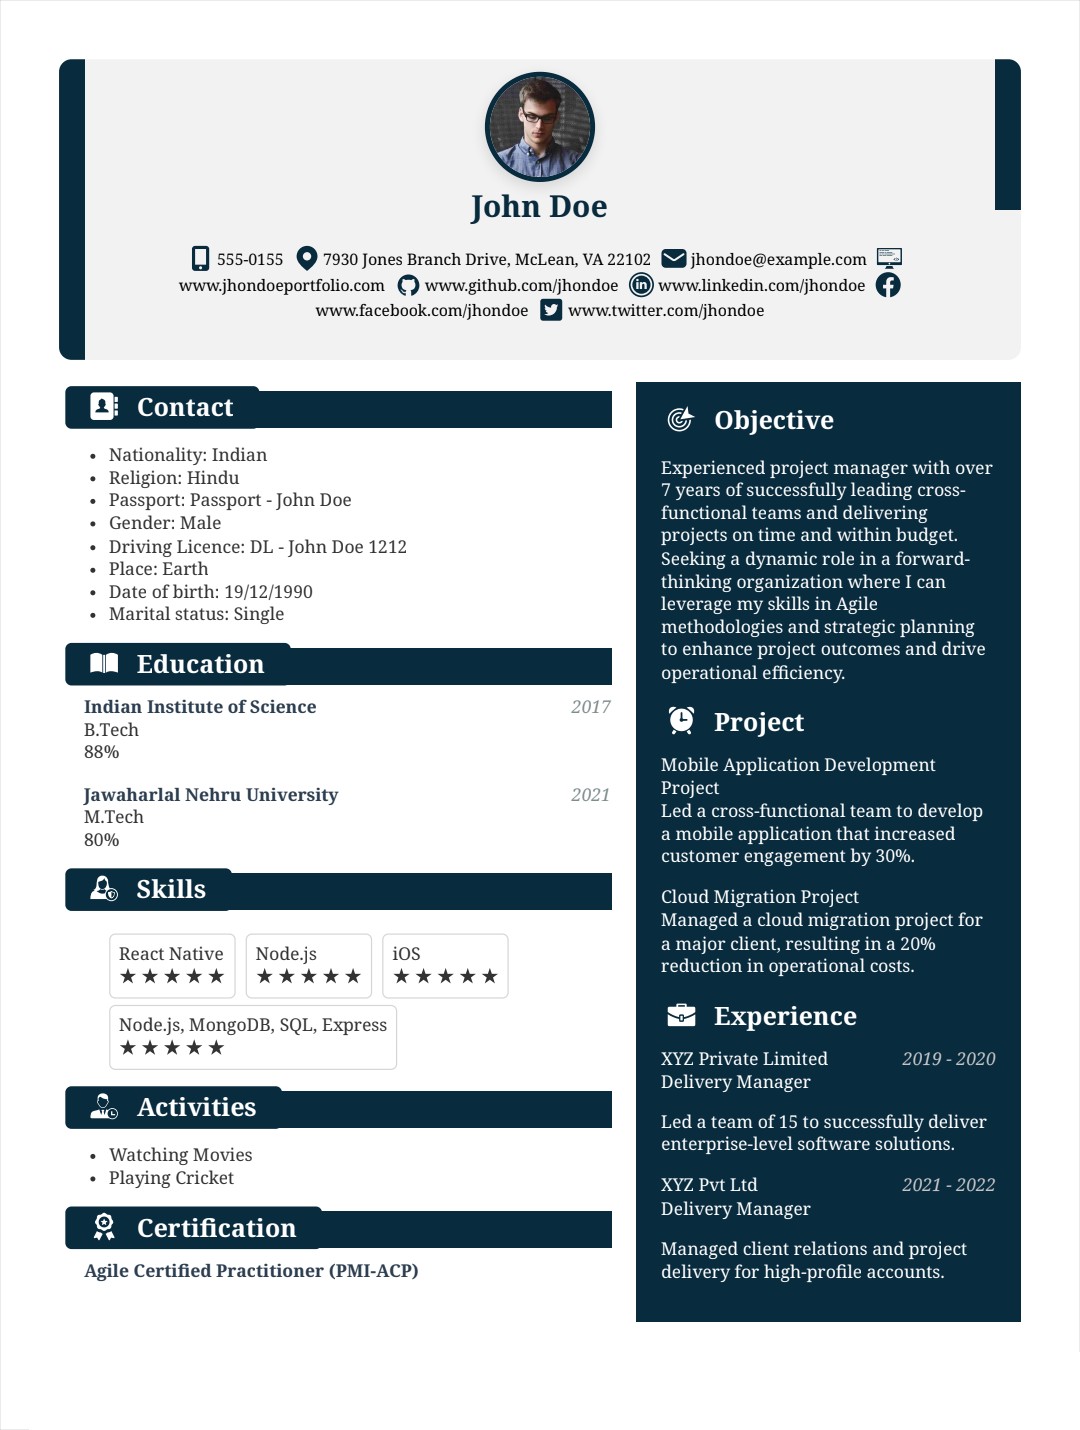 John Doe
555-0155 7930 Jones Branch Drive, McLean, VA 22102 jhondoe@example.com
www.jhondoeportfolio.com www.github.com/jhondoe www.linkedin.com/jhondoe
www.facebook.com/jhondoe www.twitter.com/jhondoe
Contact
• Nationality: Indian
• Religion: Hindu
• Passport: Passport - John Doe
• Gender: Male
• Driving Licence: DL - John Doe 1212
• Place: Earth
• Date of birth: 19/12/1990
• Marital status: Single
Education
Indian Institute of Science 2017
B.Tech
88%
Jawaharlal Nehru University 2021
M.Tech
80%
Skills
React Native Node.js iOS
★★★★★ ★★★★★ ★★★★★
Node.js, MongoDB, SQL, Express
★★★★★
Activities
• Watching Movies
• Playing Cricket
Certification
Agile Certified Practitioner (PMI-ACP)
Objective
Experienced project manager with over
7 years of successfully leading cross-
functional teams and delivering
projects on time and within budget.
Seeking a dynamic role in a forward-
thinking organization where I can
leverage my skills in Agile
methodologies and strategic planning
to enhance project outcomes and drive
operational efficiency.
Project
Mobile Application Development
Project
Led a cross-functional team to develop
a mobile application that increased
customer engagement by 30%.
Cloud Migration Project
Managed a cloud migration project for
a major client, resulting in a 20%
reduction in operational costs.
Experience
XYZ Private Limited 2019 - 2020
Delivery Manager
Led a team of 15 to successfully deliver
enterprise-level software solutions.
XYZ Pvt Ltd 2021 - 2022
Delivery Manager
Managed client relations and project
delivery for high-profile accounts.